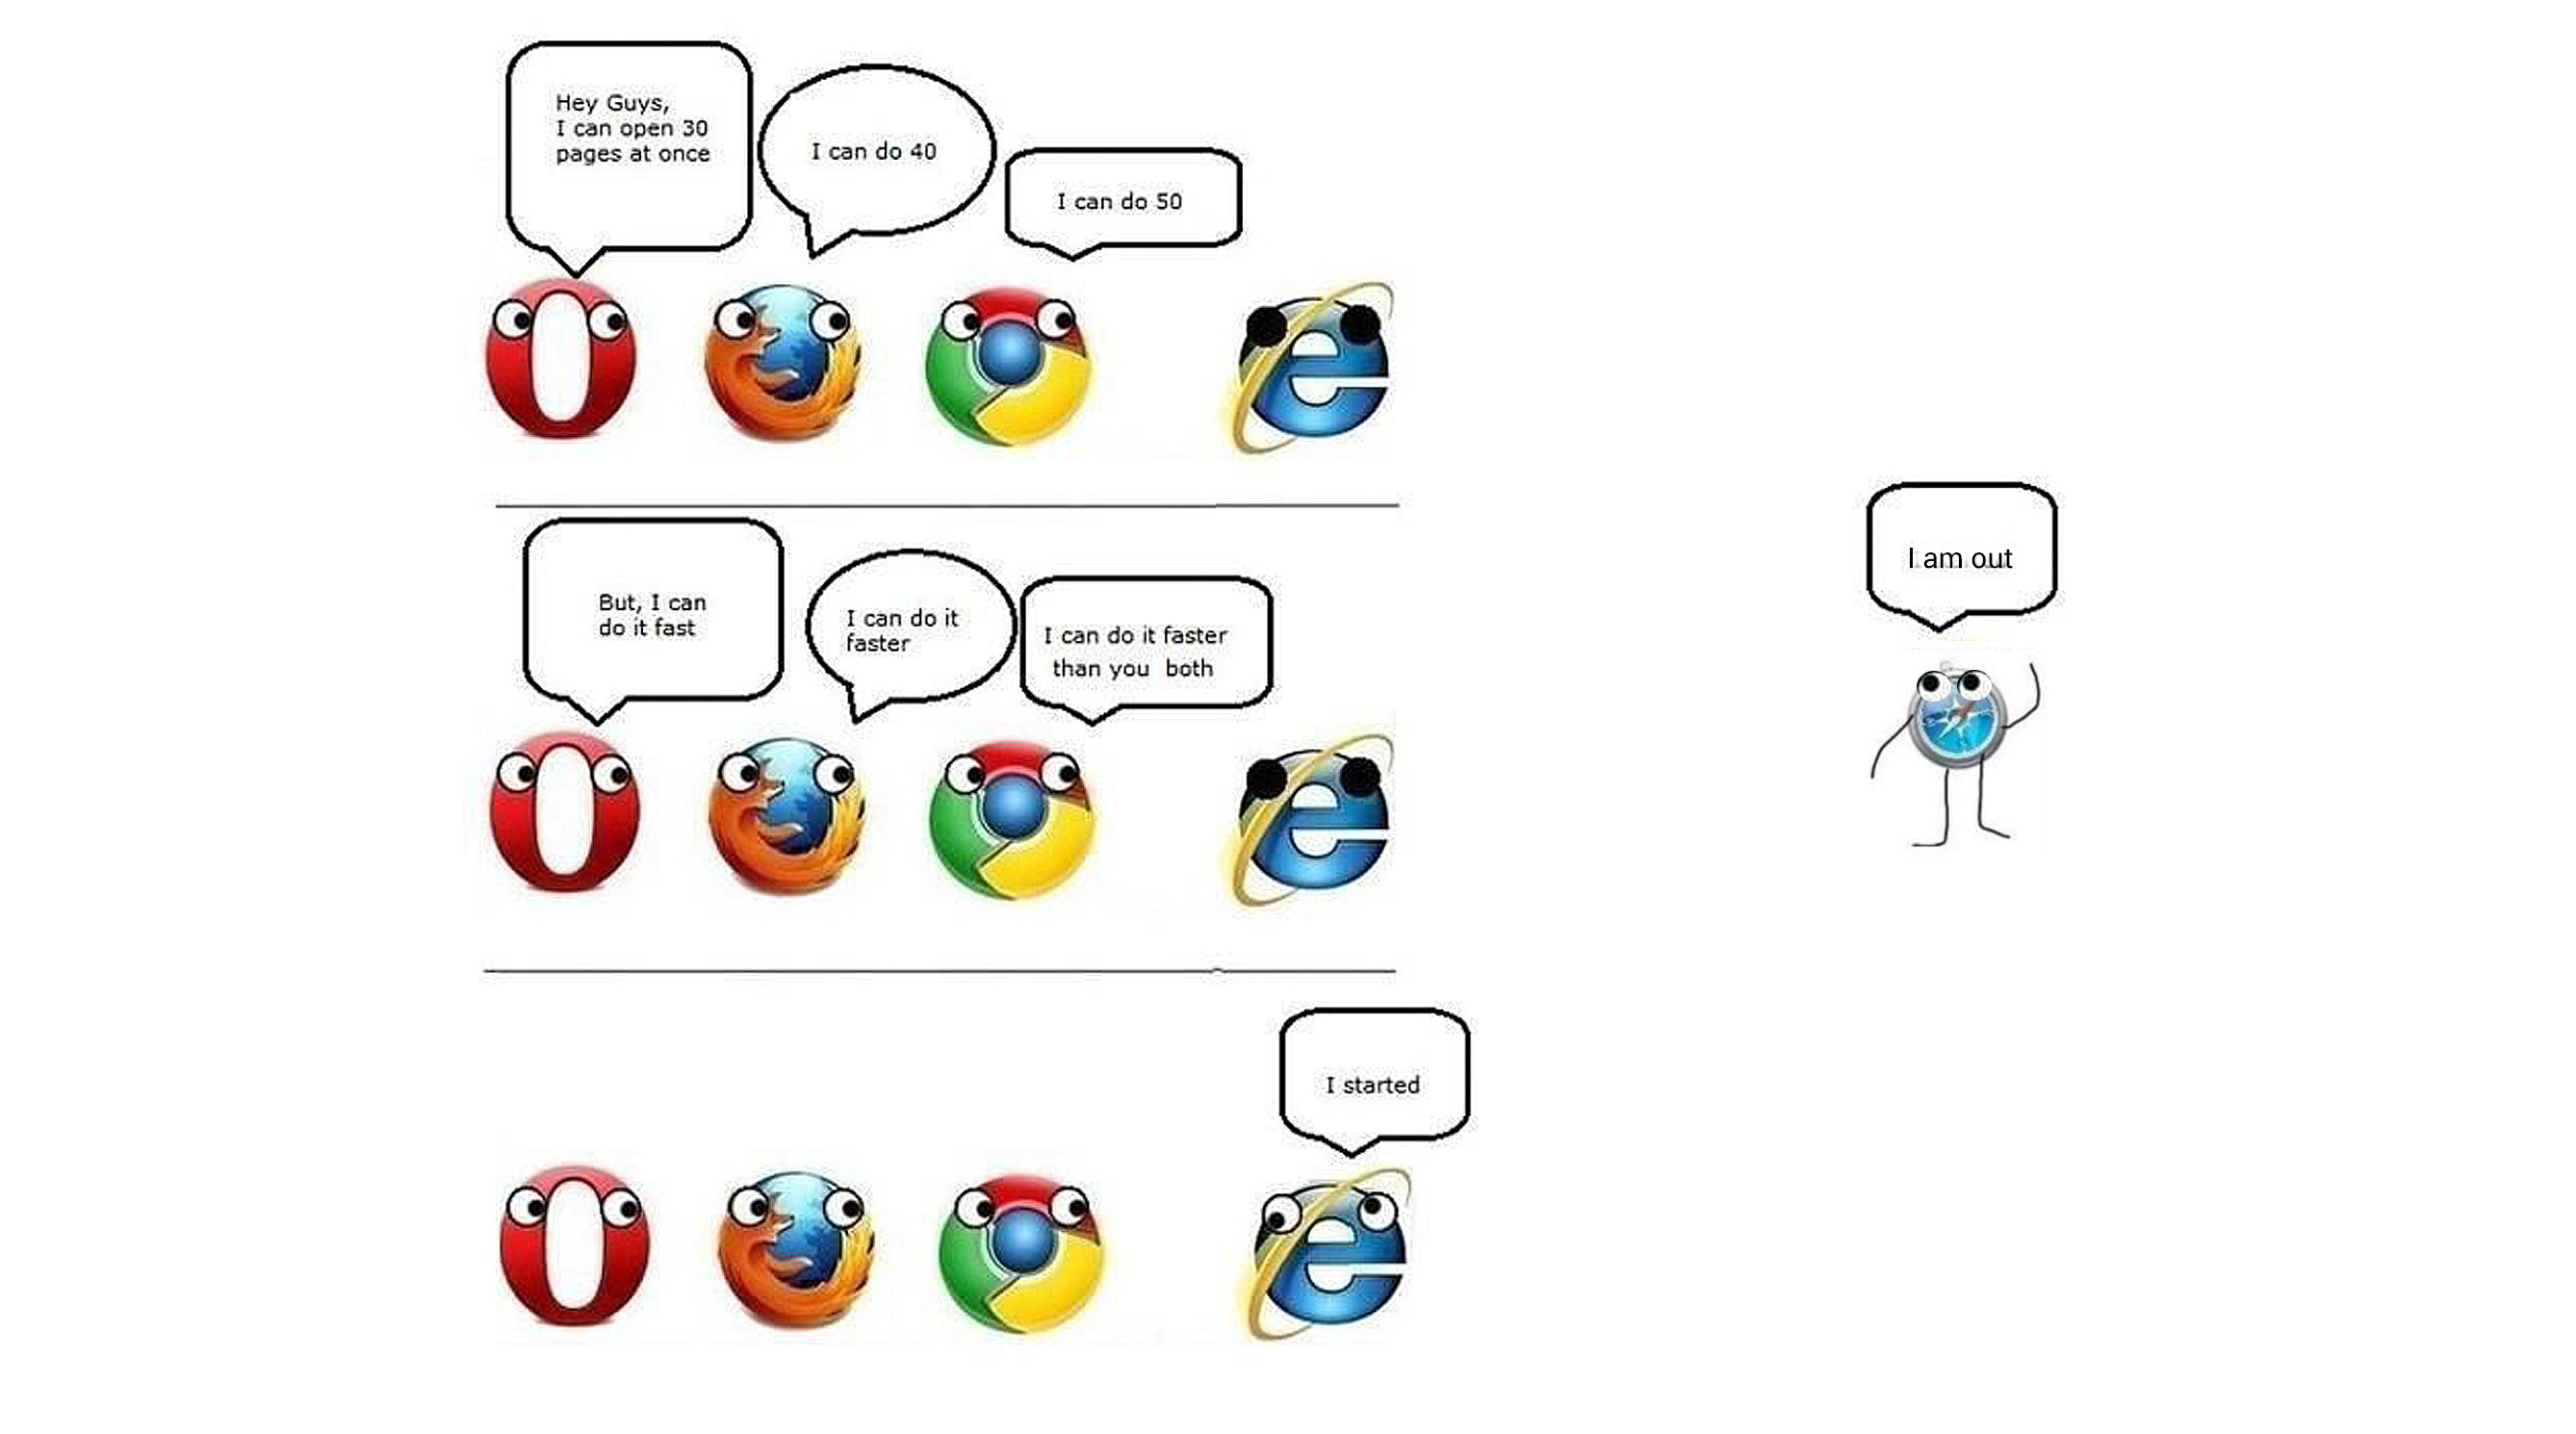 Hey Guys,
I can open 30
pages at once
I can do 40
I can do 50
But, I can
do it fast
I can do it
faster
I can do it faster
than you both
I started
I am out